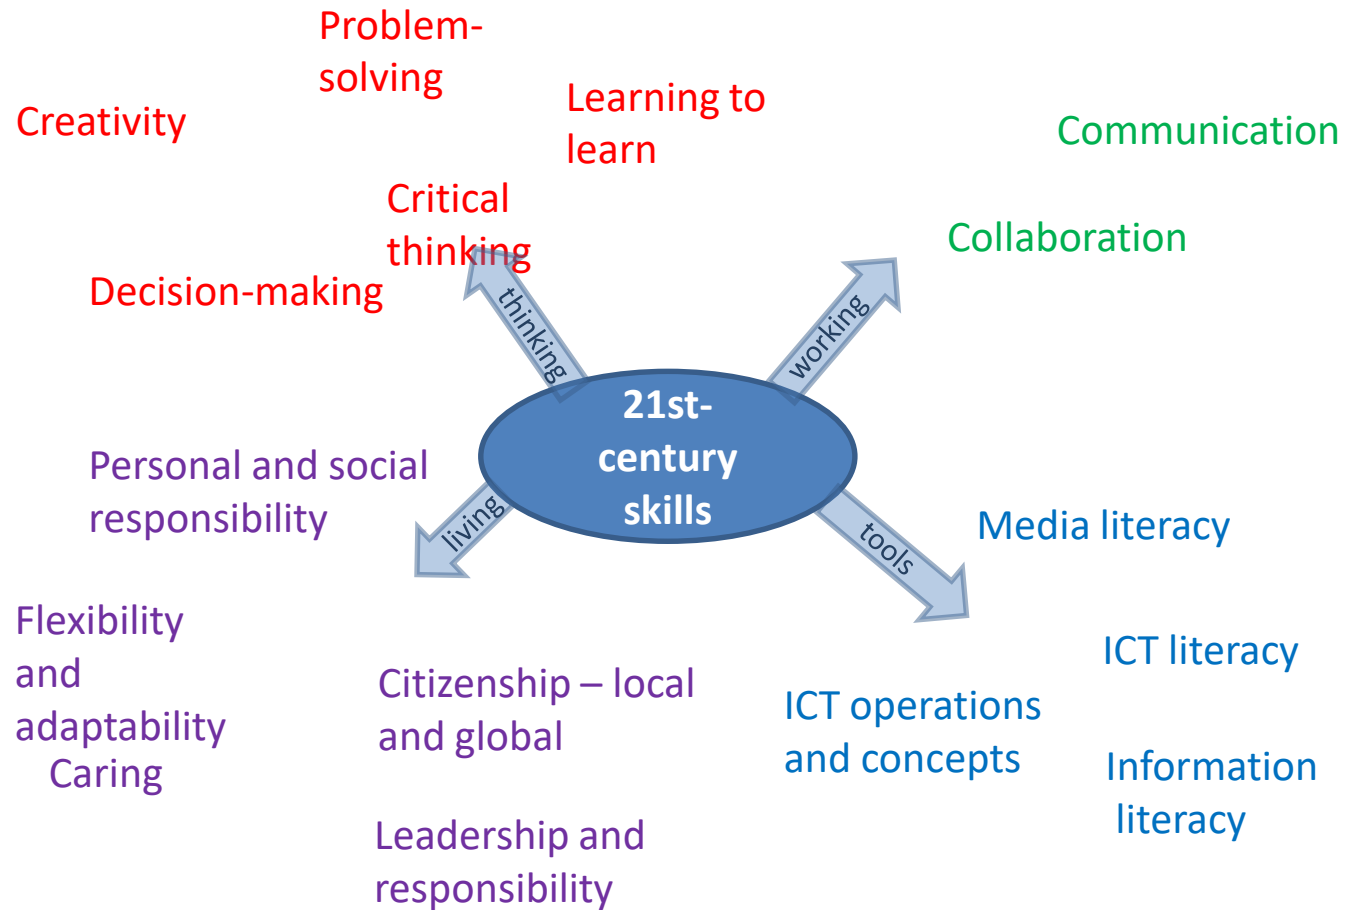 Problem-
solving
Creativity
Learning to
learn
Communication
Critical
thinking
Collaboration
Decision-making
thinking
working
21st-
century
skills
Personal and social
responsibility
living
tools
Media literacy
Flexibility
and
adaptability
Caring
Citizenship – local
and global
ICT operations
and concepts
ICT literacy
Information
literacy
Leadership and
responsibility